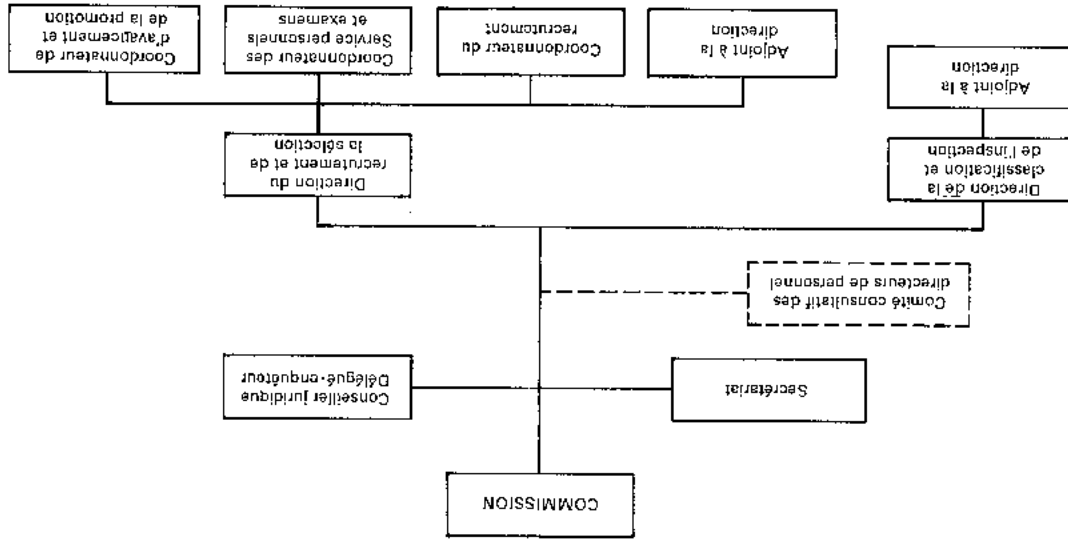 COMMISSION
Secrétariat
Conseiller juridique
Délégué-enquêteur
Comité consultatif des
directeurs de personnel
Direction de la
classification et
de l'inspection
Direction du
recrutement et de
la sélection
Adjoint à la
direction
Adjoint à la
direction
Coordonnateur du
recrutement
Coordonnateur des
Service personnels
et examens
Coordonnateur de
d'avancement et
de la promotion